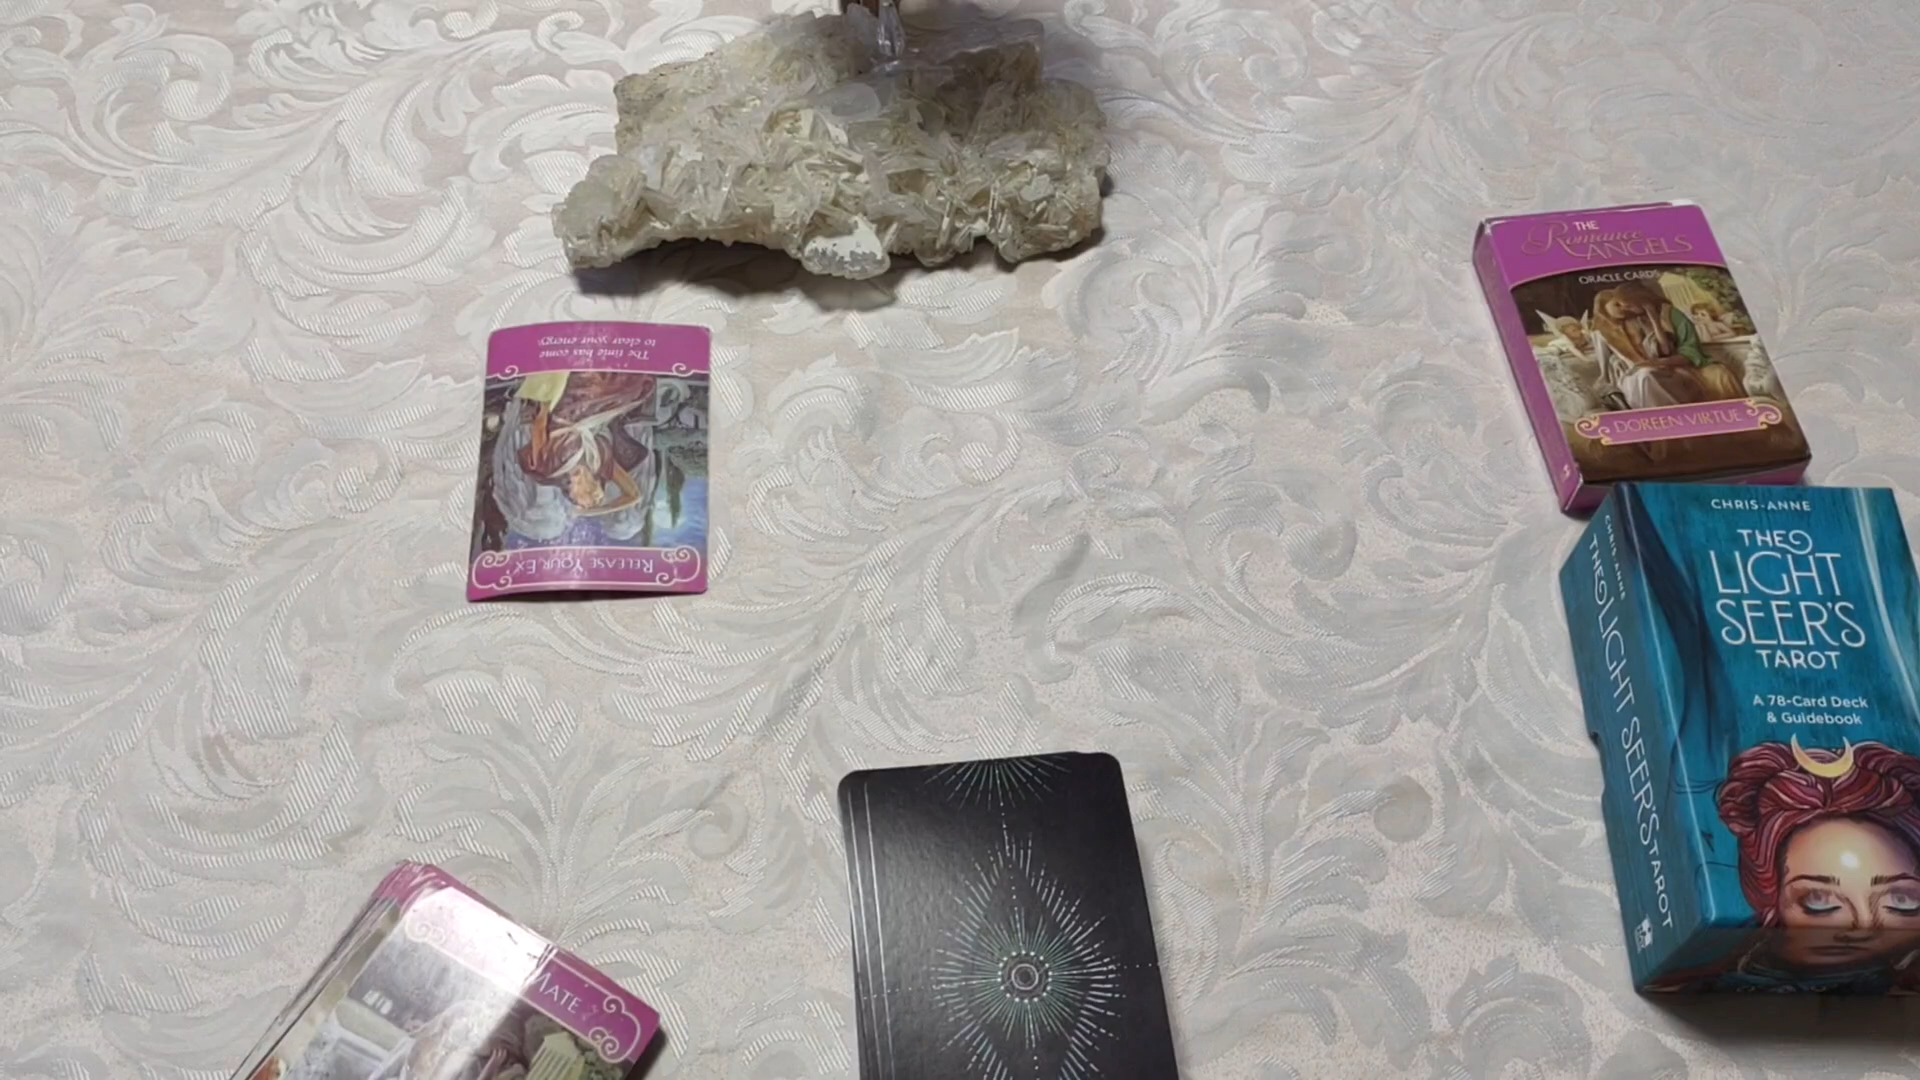 The time has come
to clear your energy.
RELEASE YOUR EX
THE
Romance
ANGELS
ORACLE CARDS
DOREEN VIRTUE
CHRIS-ANNE
THE
LIGHT
SEER'S
TAROT
A 78-Card Deck
& Guidebook
CHRIS-ANNE
THE LIGHT SEER'S TAROT
MATE